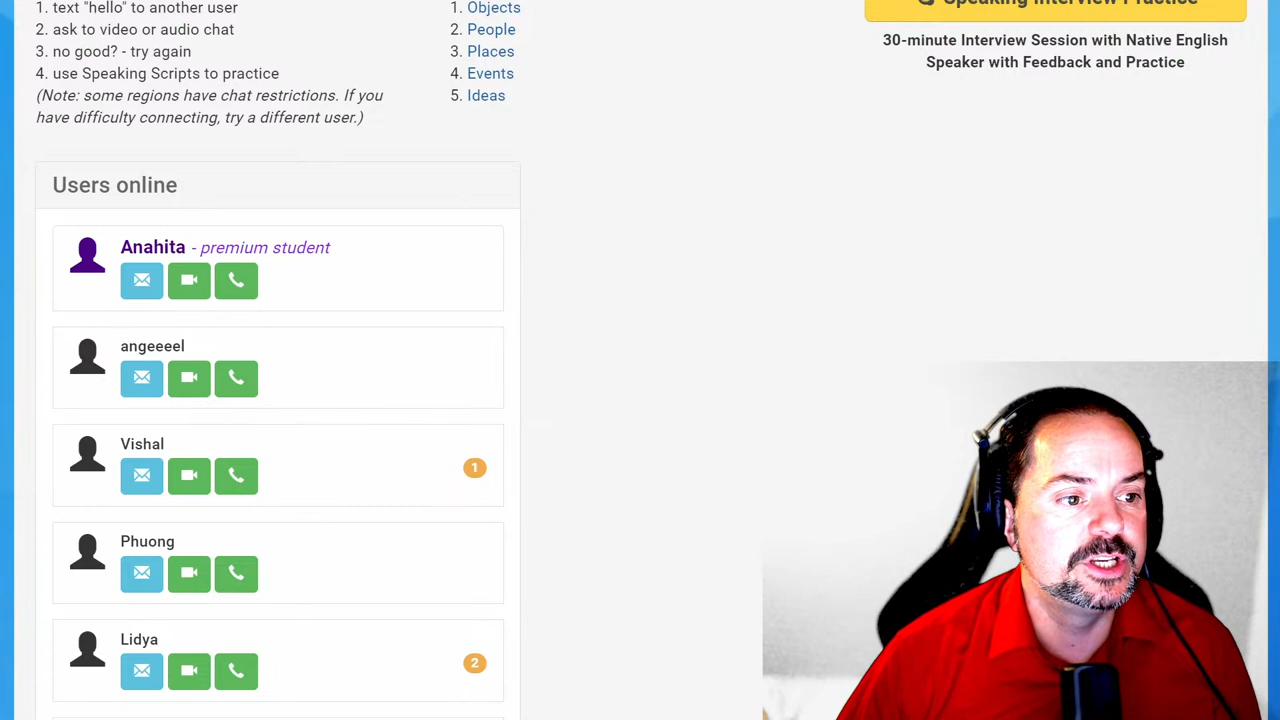 1. text "hello" to another user
2. ask to video or audio chat
3. no good? - try again
4. use Speaking Scripts to practice
(Note: some regions have chat restrictions. If you
have difficulty connecting, try a different user.)
1. Objects
2. People
3. Places
4. Events
5. Ideas
Speaking Interview Practice
30-minute Interview Session with Native English
Speaker with Feedback and Practice
Users online
Anahita - premium student
angeeeel
Vishal
1
Phuong
Lidya
2